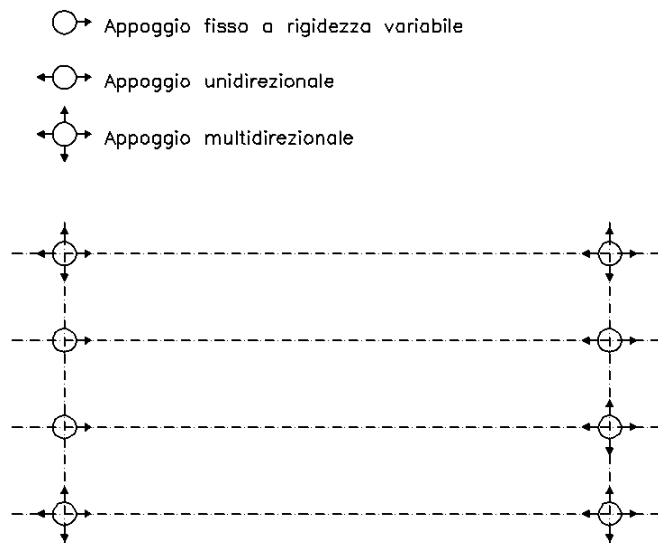 Appoggio fisso a rigidezza variabile
Appoggio unidirezionale
Appoggio multidirezionale